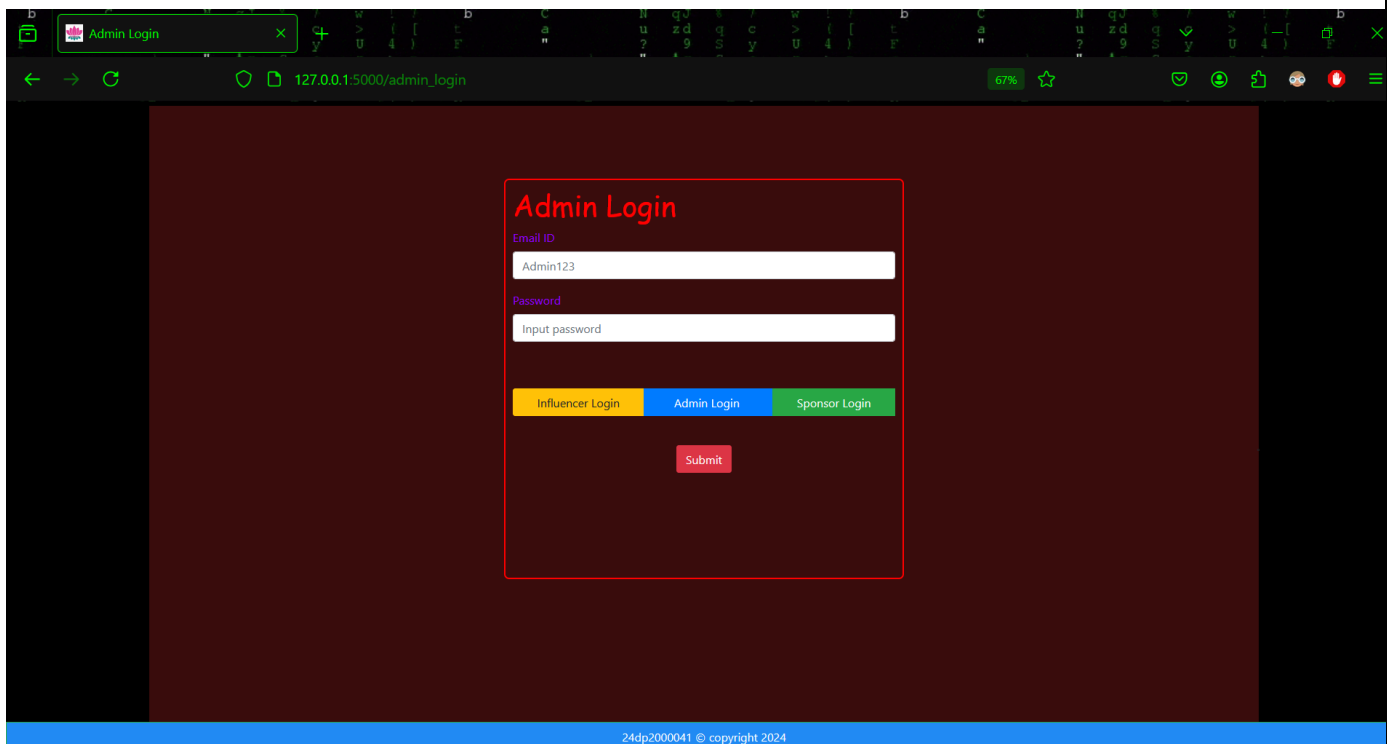 Admin Login
127.0.0.1:5000/admin_login
67%
Admin Login
Email ID
Admin123
Password
Input password
Influencer Login Admin Login Sponsor Login
Submit
24dp2000041 © copyright 2024